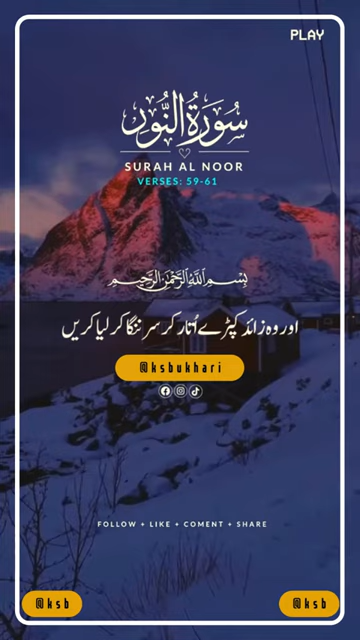 PLAY
سُورَةُ النُّور
SURAH AL NOOR
VERSES: 59-61
بِسْمِ اللَّهِ الرَّحْمَٰنِ الرَّحِيمِ
اور وہ زائد کپڑے اُتار کر سر ننگا کر لیا کریں
@ksbukhari
FOLLOW + LIKE + COMENT + SHARE
@ksb
@ksb